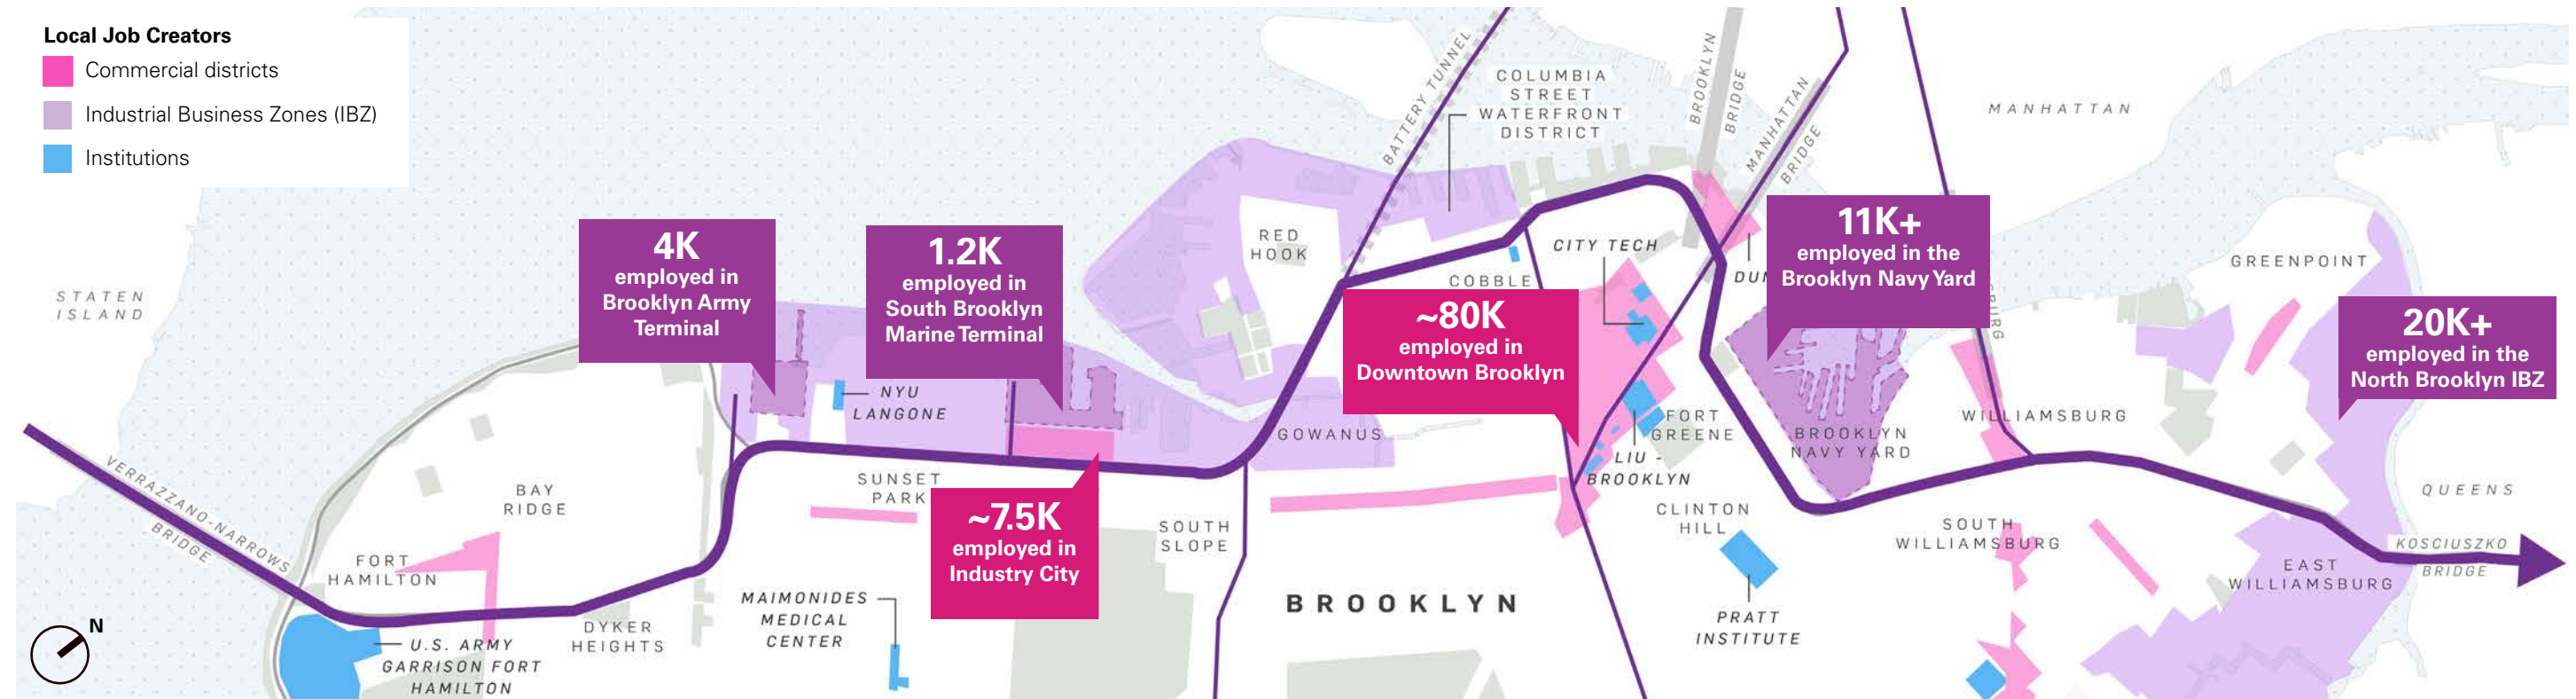 Local Job Creators
Commercial districts
Industrial Business Zones (IBZ)
Institutions
STATEN
ISLAND
VERRAZZANO-NARROWS
BRIDGE
N
FORT
HAMILTON
U.S. ARMY
GARRISON FORT
HAMILTON
BAY
RIDGE
DYKER
HEIGHTS
4K
employed in
Brooklyn Army
Terminal
NYU
LANGONE
SUNSET
PARK
MAIMONIDES
MEDICAL
CENTER
1.2K
employed in
South Brooklyn
Marine Terminal
~7.5K
employed in
Industry City
SOUTH
SLOPE
RED
HOOK
GOWANUS
BATTERY TUNNEL
COLUMBIA
STREET
WATERFRONT
DISTRICT
COBBLE
~80K
employed in
Downtown Brooklyn
BROOKLYN
CITY TECH
BROOKLYN
BRIDGE
MANHATTAN
BRIDGE
FORT
GREENE
LIU -
BROOKLYN
CLINTON
HILL
PRATT
INSTITUTE
11K+
employed in the
Brooklyn Navy Yard
BROOKLYN
NAVY YARD
MANHATTAN
WILLIAMSBURG
SOUTH
WILLIAMSBURG
GREENPOINT
20K+
employed in the
North Brooklyn IBZ
QUEENS
KOSCIUSZKO
BRIDGE
EAST
WILLIAMSBURG